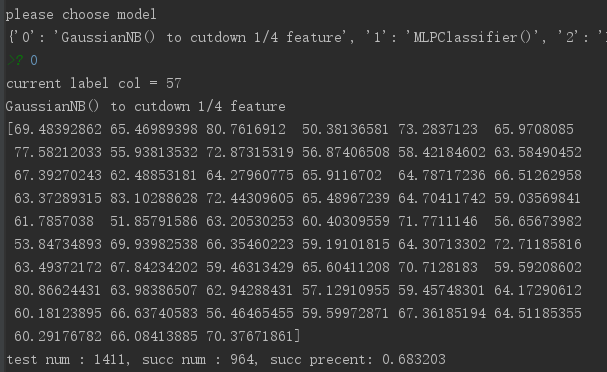 please choose model
{'0': 'GaussianNB() to cutdown 1/4 feature', '1': 'MLPClassifier()', '2': '
>? 0
current label col = 57
GaussianNB() to cutdown 1/4 feature
[69.48392862 65.46989398 80.7616912  50.38136581 73.2837123  65.9708085
 77.58212033 55.93813532 72.87315319 56.87406508 58.42184602 63.58490452
 67.39270243 62.48853181 64.27960775 65.9116702  64.78717236 66.51262958
 63.37289315 83.10288628 72.44309605 65.48967239 64.70411742 59.03569841
 61.7857038  51.85791586 63.20530253 60.40309559 71.7711146  56.65673982
 53.84734893 69.93982538 66.35460223 59.19101815 64.30713302 72.71185816
 63.49372172 67.84234202 59.46313429 65.60411208 70.7128183  59.59208602
 80.86624431 63.98386507 62.94288431 57.12910955 59.45748301 64.17290612
 60.18123895 66.63740583 56.46465455 59.59972871 67.36185194 64.51185355
 60.29176782 66.08413885 70.37671861]
test num : 1411, succ num : 964, succ precent: 0.683203